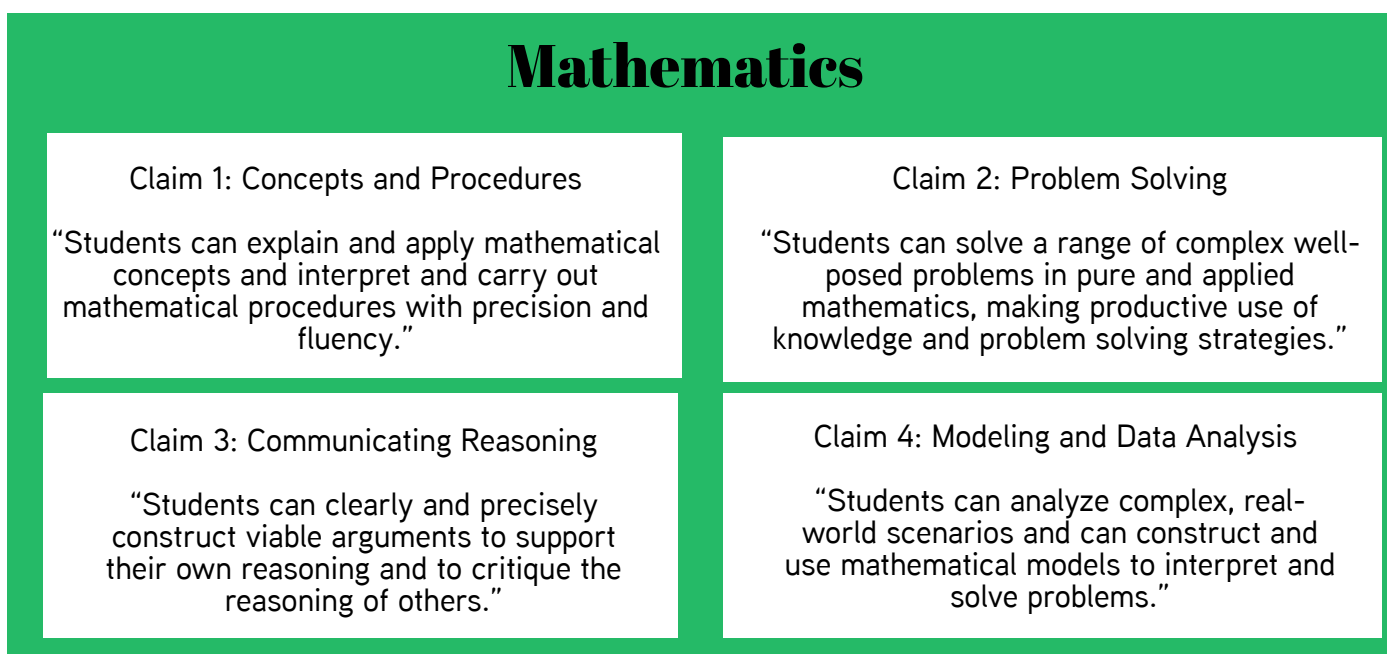 Mathematics
Claim 1: Concepts and Procedures
“Students can explain and apply mathematical
concepts and interpret and carry out
mathematical procedures with precision and
fluency.”
Claim 2: Problem Solving
“Students can solve a range of complex well-
posed problems in pure and applied
mathematics, making productive use of
knowledge and problem solving strategies.”
Claim 3: Communicating Reasoning
“Students can clearly and precisely
construct viable arguments to support
their own reasoning and to critique the
reasoning of others.”
Claim 4: Modeling and Data Analysis
“Students can analyze complex, real-
world scenarios and can construct and
use mathematical models to interpret and
solve problems.”